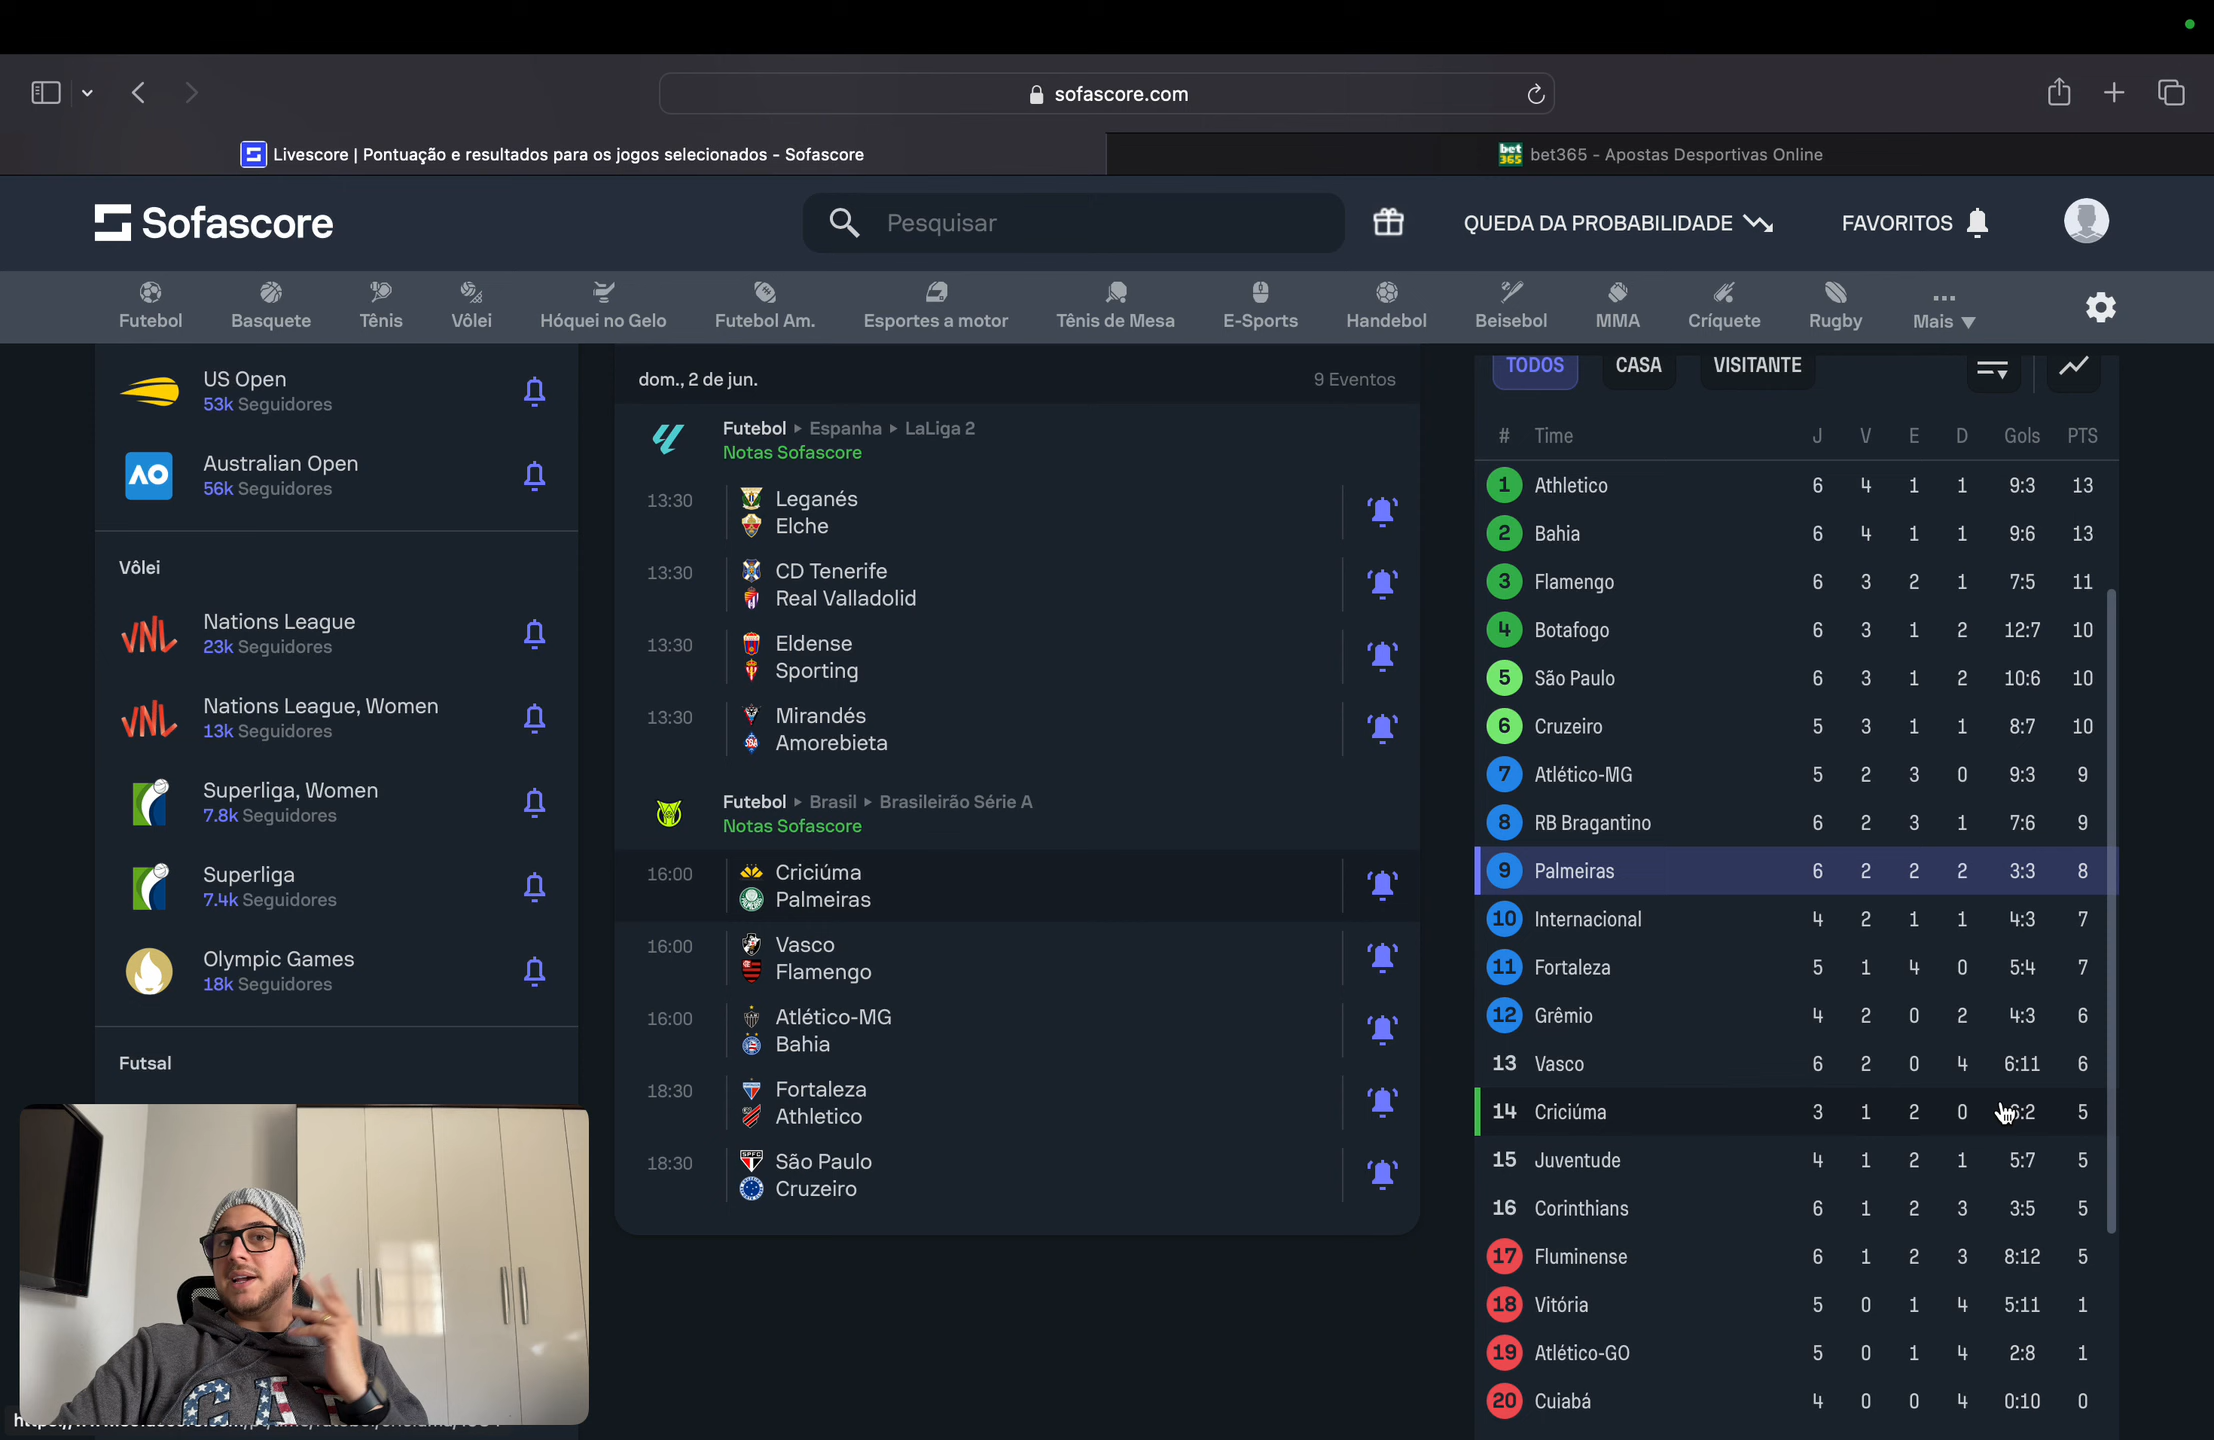 sofascore.com
Livescore | Pontuação e resultados para os jogos selecionados - Sofascore
bet365
bet365 - Apostas Desportivas Online
Sofascore
Pesquisar
QUEDA DA PROBABILIDADE
FAVORITOS
Futebol
Basquete
Tênis
Vôlei
Hóquei no Gelo
Futebol Am.
Esportes a motor
Tênis de Mesa
E-Sports
Handebol
Beisebol
MMA
Críquete
Rugby
Mais
US Open
53k Seguidores
AO
Australian Open
56k Seguidores
Vôlei
VNL
Nations League
23k Seguidores
VNL
Nations League, Women
13k Seguidores
Superliga, Women
7.8k Seguidores
Superliga
7.4k Seguidores
Olympic Games
18k Seguidores
Futsal
dom., 2 de jun.
9 Eventos
Futebol Espanha LaLiga 2
Notas Sofascore
13:30
Leganés
Elche
13:30
CD Tenerife
Real Valladolid
13:30
Eldense
Sporting
13:30
Mirandés
Amorebieta
Futebol Brasil Brasileirão Série A
Notas Sofascore
16:00
Criciúma
Palmeiras
16:00
Vasco
Flamengo
16:00
Atlético-MG
Bahia
18:30
Fortaleza
Athletico
18:30
São Paulo
Cruzeiro
TODOS CASA VISITANTE
# Time J V E D Gols PTS
1 Athletico 6 4 1 1 9:3 13
2 Bahia 6 4 1 1 9:6 13
3 Flamengo 6 3 2 1 7:5 11
4 Botafogo 6 3 1 2 12:7 10
5 São Paulo 6 3 1 2 10:6 10
6 Cruzeiro 5 3 1 1 8:7 10
7 Atlético-MG 5 2 3 0 9:3 9
8 RB Bragantino 6 2 3 1 7:6 9
9 Palmeiras 6 2 2 2 3:3 8
10 Internacional 4 2 1 1 4:3 7
11 Fortaleza 5 1 4 0 5:4 7
12 Grêmio 4 2 0 2 4:3 6
13 Vasco 6 2 0 4 6:11 6
14 Criciúma 3 1 2 0 5
15 Juventude 4 1 2 1 5:7 5
16 Corinthians 6 1 2 3 3:5 5
17 Fluminense 6 1 2 3 8:12 5
18 Vitória 5 0 1 4 5:11 1
19 Atlético-GO 5 0 1 4 2:8 1
20 Cuiabá 4 0 0 4 0:10 0